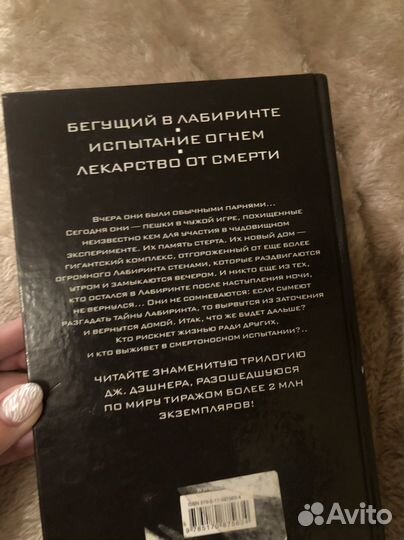 БЕГУЩИЙ В ЛАБИРИНТЕ
ИСПЫТАНИЕ ОГНЕМ
ЛЕКАРСТВО ОТ СМЕРТИ
ВЧЕРА ОНИ БЫЛИ ОБЫЧНЫМИ ПАРНЯМИ...
СЕГОДНЯ ОНИ — ПЕШКИ В ЧУЖОЙ ИГРЕ, ПОХИЩЕННЫЕ
НЕИЗВЕСТНО КЕМ ДЛЯ УЧАСТИЯ В ЧУДОВИЩНОМ
ЭКСПЕРИМЕНТЕ. ИХ ПАМЯТЬ СТЕРТА. ИХ НОВЫЙ ДОМ —
ГИГАНТСКИЙ КОМПЛЕКС, ОТГОРОЖЕННЫЙ ОТ ЕЩЕ БОЛЕЕ
ОГРОМНОГО ЛАБИРИНТА СТЕНАМИ, КОТОРЫЕ РАЗДВИГАЮТСЯ
УТРОМ И ЗАМЫКАЮТСЯ ВЕЧЕРОМ. И НИКТО ЕЩЕ ИЗ ТЕХ,
КТО ОСТАЛСЯ В ЛАБИРИНТЕ ПОСЛЕ НАСТУПЛЕНИЯ НОЧИ,
НЕ ВЕРНУЛСЯ... ОНИ НЕ СОМНЕВАЮТСЯ: ЕСЛИ СУМЕЮТ
РАЗГАДАТЬ ТАЙНЫ ЛАБИРИНТА, ТО ВЫРВУТСЯ ИЗ ЗАТОЧЕНИЯ
И ВЕРНУТСЯ ДОМОЙ. ИТАК, ЧТО ЖЕ БУДЕТ ДАЛЬШЕ?
КТО РИСКНЕТ ЖИЗНЬЮ РАДИ ДРУГИХ,
И КТО ВЫЖИВЕТ В СМЕРТОНОСНОМ ИСПЫТАНИИ?..
ЧИТАЙТЕ ЗНАМЕНИТУЮ ТРИЛОГИЮ
ДЖ. ДЭШНЕРА, РАЗОШЕДШУЮСЯ
ПО МИРУ ТИРАЖОМ БОЛЕЕ 2 МЛН
ЭКЗЕМПЛЯРОВ!
Avito